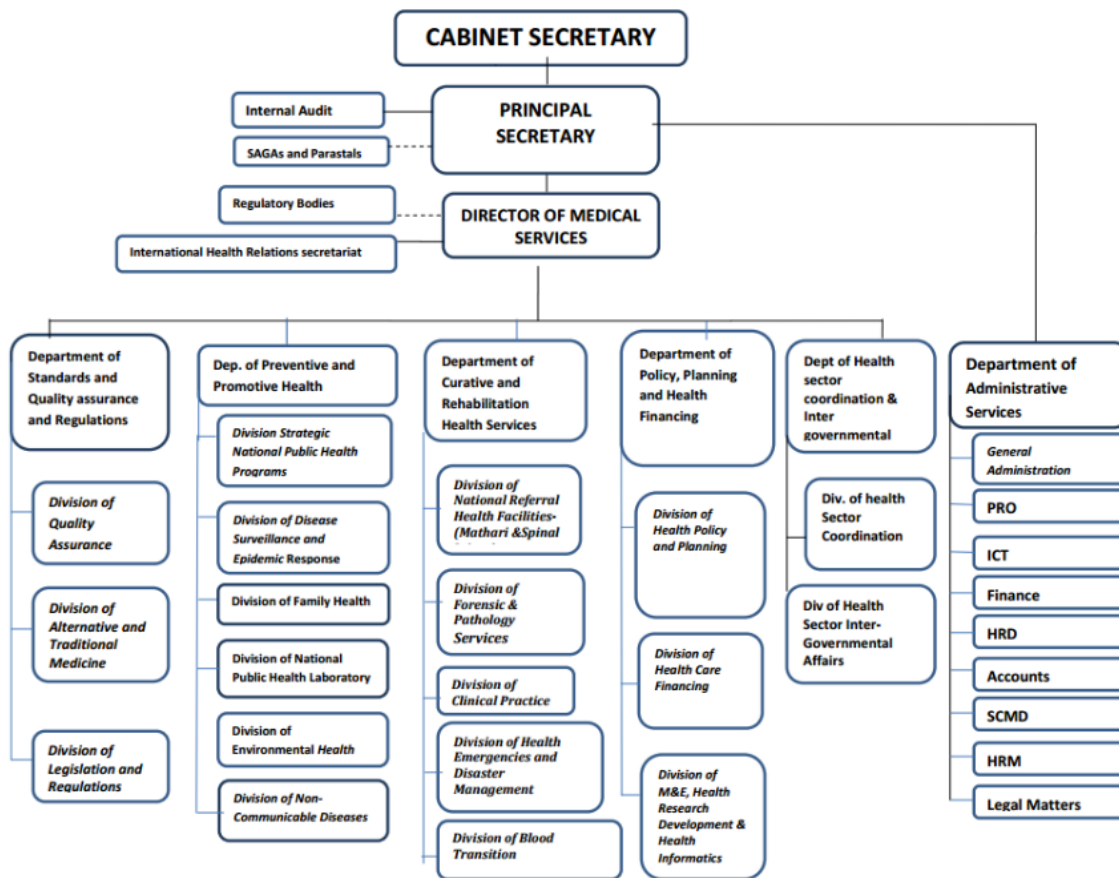 CABINET SECRETARY
PRINCIPAL
SECRETARY
Internal Audit
SAGAs and Parastals
Regulatory Bodies
DIRECTOR OF MEDICAL
SERVICES
International Health Relations secretariat
Department of
Standards and
Quality assurance
and Regulations
Division of
Quality
Assurance
Division of
Alternative and
Traditional
Medicine
Division of
Legislation and
Regulations
Dep. of Preventive and
Promotive Health
Division Strategic
National Public Health
Programs
Division of Disease
Surveillance and
Epidemic Response
Division of Family Health
Division of National
Public Health Laboratory
Division of
Environmental Health
Division of Non-
Communicable Diseases
Department of
Curative and
Rehabilitation
Health Services
Division of
National Referral
Health Facilities-
(Mathari &Spinal
Division of
Forensic &
Pathology
Services
Division of
Clinical Practice
Division of Health
Emergencies and
Disaster
Management
Division of Blood
Transition
Department of
Policy, Planning
and Health
Financing
Division of
Health Policy
and Planning
Division of
Health Care
Financing
Division of
M&E, Health
Research
Development &
Health
Informatics
Dept of Health
sector
coordination &
Inter
governmental
Div. of health
Sector
Coordination
Div of Health
Sector Inter-
Governmental
Affairs
Department of
Administrative
Services
General
Administration
PRO
ICT
Finance
HRD
Accounts
SCMD
HRM
Legal Matters